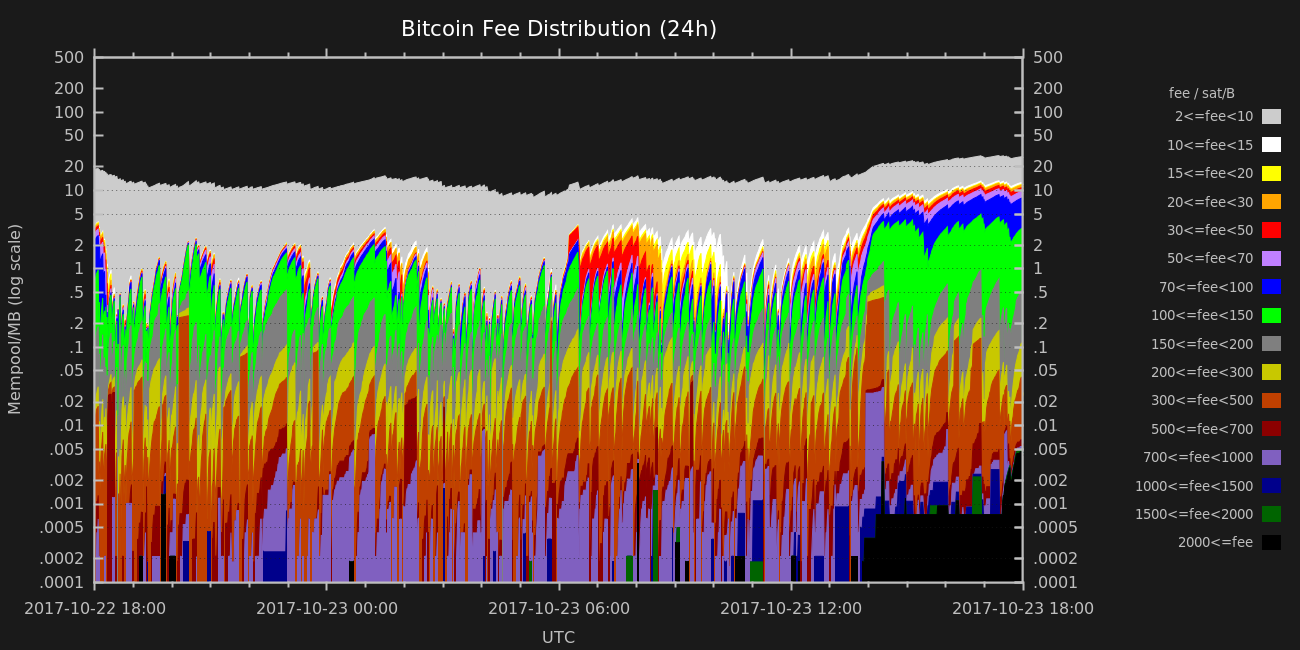 Bitcoin Fee Distribution (24h)
500 500
200 200
100 100
50 50
20 20
10 10
5 5
2 2
1 1
.5 .5
.2 .2
.1 .1
.05 .05
.02 .02
.01 .01
.005 .005
.002 .002
.001 .001
.0005 .0005
.0002 .0002
.0001 .0001
Mempool/MB (log scale)
2017-10-22 18:00 2017-10-23 00:00 2017-10-23 06:00 2017-10-23 12:00 2017-10-23 18:00
UTC
fee / sat/B
2<=fee<10
10<=fee<15
15<=fee<20
20<=fee<30
30<=fee<50
50<=fee<70
70<=fee<100
100<=fee<150
150<=fee<200
200<=fee<300
300<=fee<500
500<=fee<700
700<=fee<1000
1000<=fee<1500
1500<=fee<2000
2000<=fee